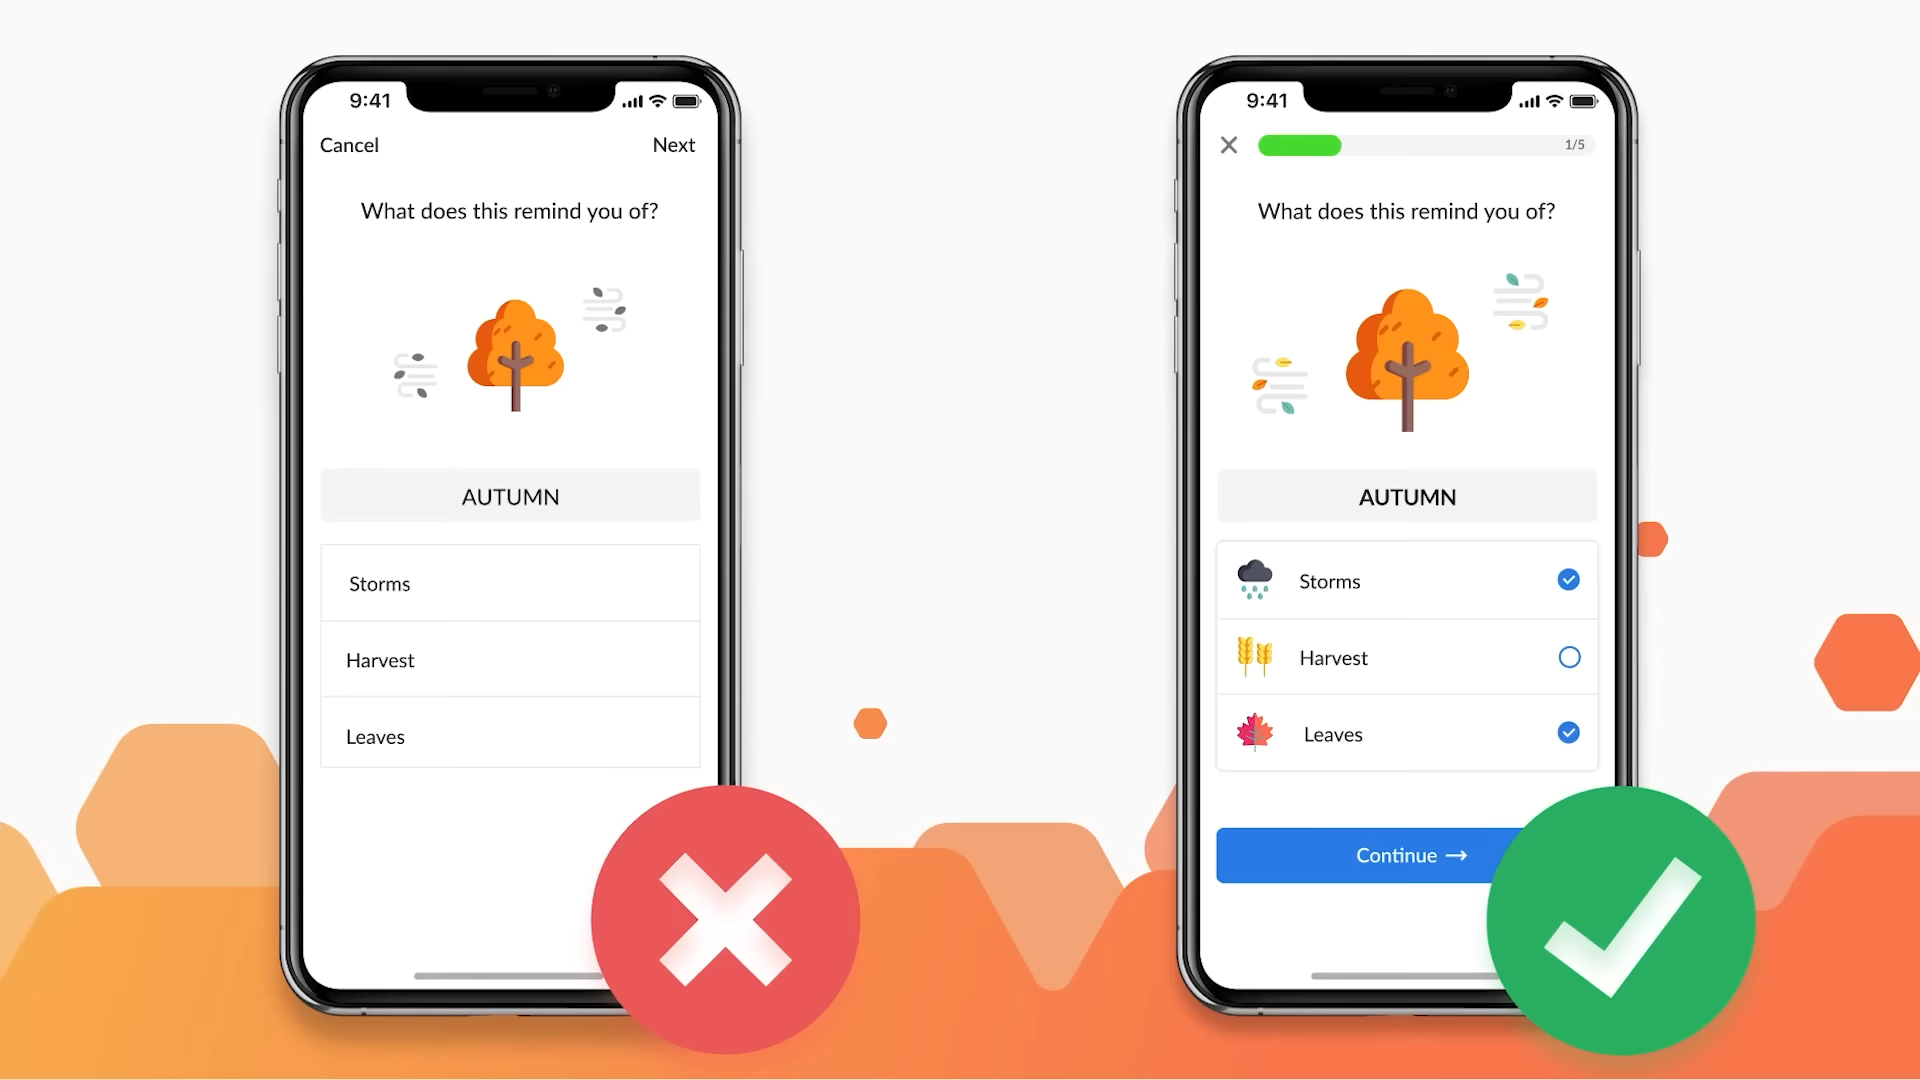 9:41
Cancel Next
What does this remind you of?
AUTUMN
Storms
Harvest
Leaves
9:41
1/5
What does this remind you of?
AUTUMN
Storms
Harvest
Leaves
Continue →